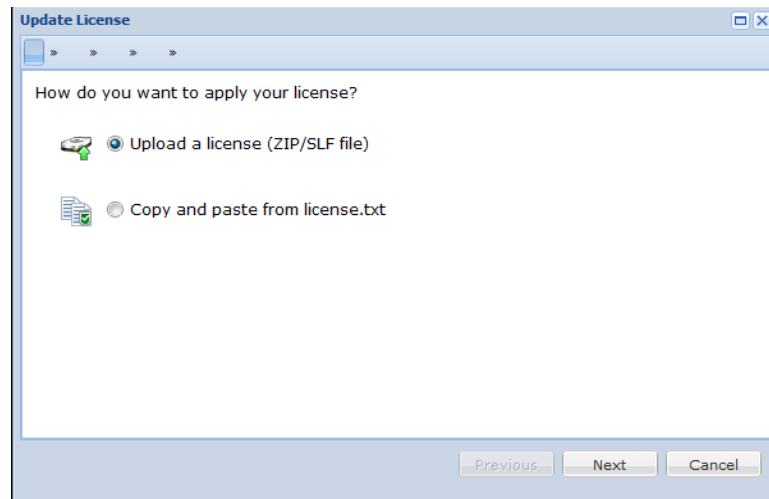 Update License
» » » »
How do you want to apply your license?
Upload a license (ZIP/SLF file)
Copy and paste from license.txt
Previous Next Cancel